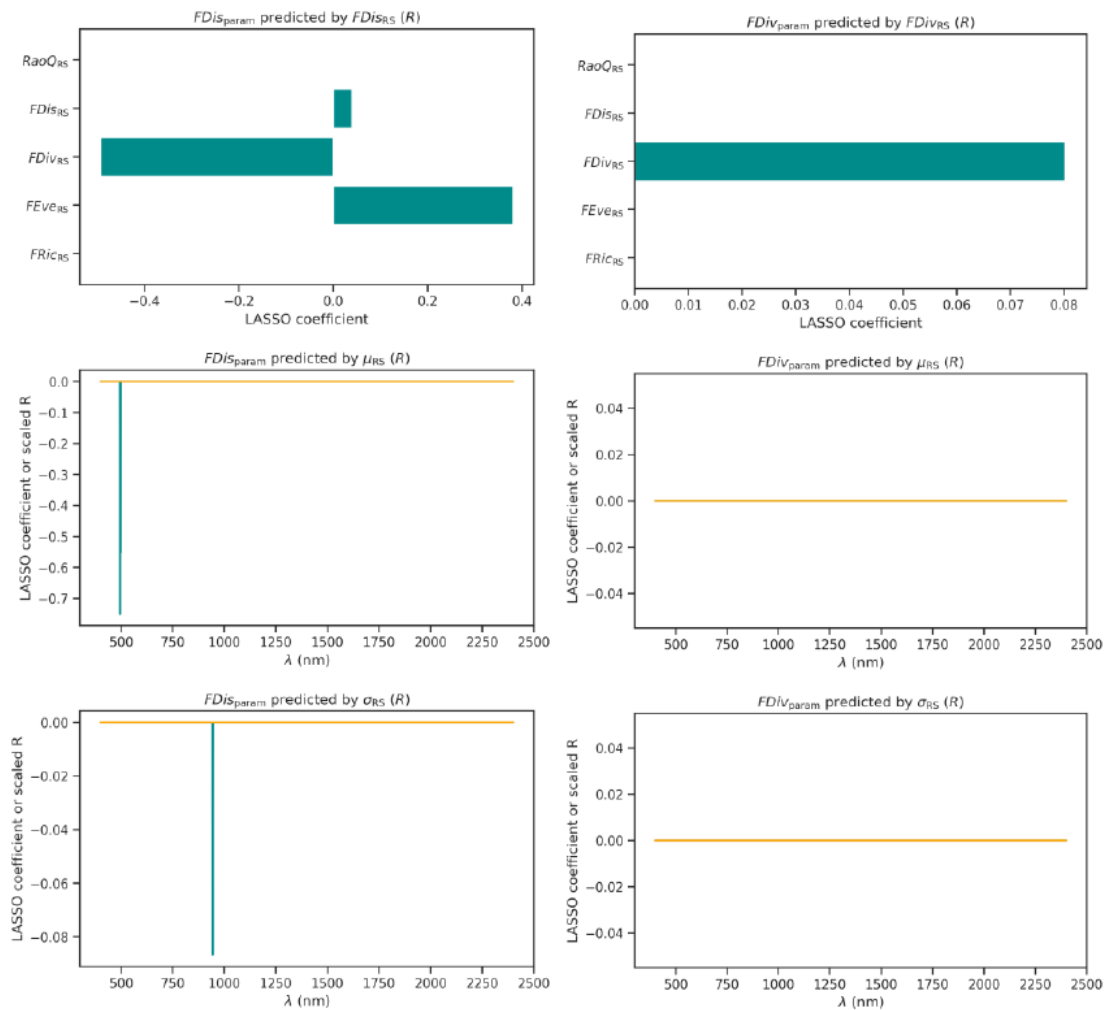 FDis_param predicted by FDis_RS (R)
RaoQ_RS
FDis_RS
FDiv_RS
FEve_RS
FRic_RS
−0.4 −0.2 0.0 0.2 0.4
LASSO coefficient
FDiv_param predicted by FDiv_RS (R)
RaoQ_RS
FDis_RS
FDiv_RS
FEve_RS
FRic_RS
0.00 0.01 0.02 0.03 0.04 0.05 0.06 0.07 0.08
LASSO coefficient
FDis_param predicted by μ_RS (R)
LASSO coefficient or scaled R
0.0
−0.1
−0.2
−0.3
−0.4
−0.5
−0.6
−0.7
500 750 1000 1250 1500 1750 2000 2250 2500
λ (nm)
FDiv_param predicted by μ_RS (R)
LASSO coefficient or scaled R
0.04
0.02
0.00
−0.02
−0.04
500 750 1000 1250 1500 1750 2000 2250 2500
λ (nm)
FDis_param predicted by σ_RS (R)
LASSO coefficient or scaled R
0.00
−0.02
−0.04
−0.06
−0.08
500 750 1000 1250 1500 1750 2000 2250 2500
λ (nm)
FDiv_param predicted by σ_RS (R)
LASSO coefficient or scaled R
0.04
0.02
0.00
−0.02
−0.04
500 750 1000 1250 1500 1750 2000 2250 2500
λ (nm)